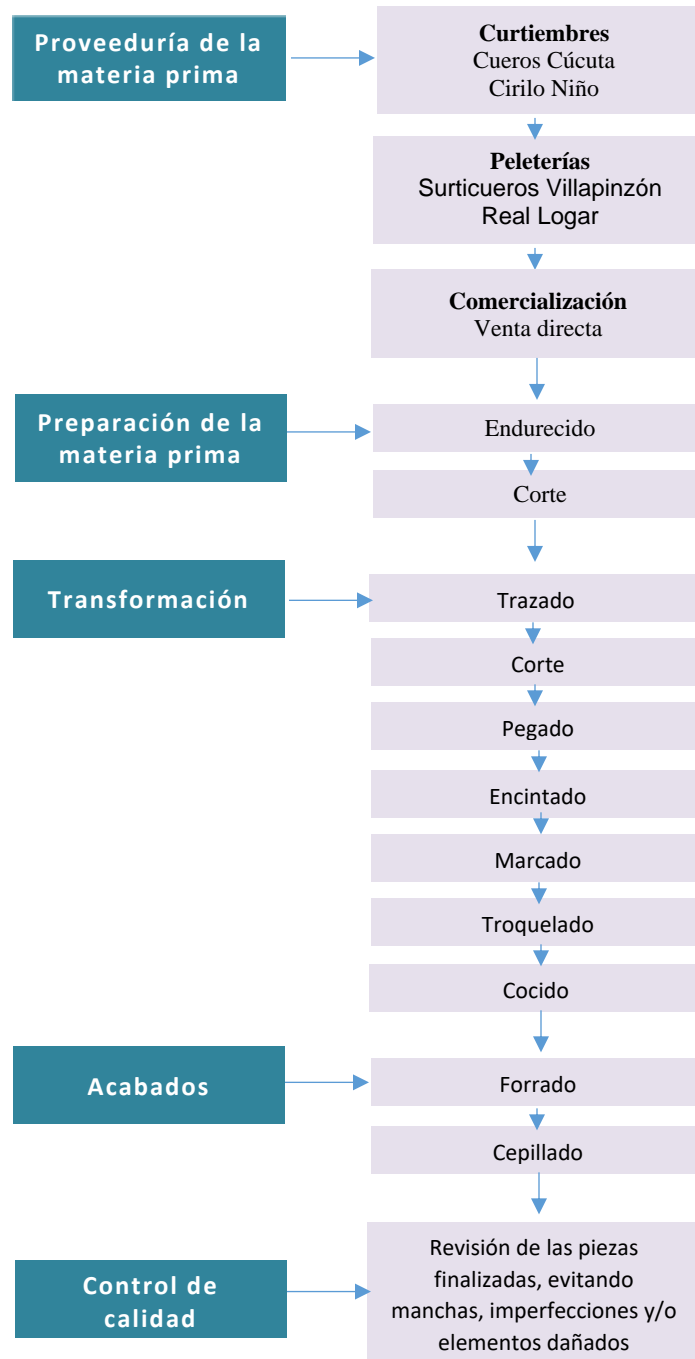 Proveeduría de la
materia prima
Curtiembres
Cueros Cúcuta
Cirilo Niño
Peleterías
Surticueros Villapinzón
Real Logar
Comercialización
Venta directa
Preparación de la
materia prima
Endurecido
Corte
Transformación
Trazado
Corte
Pegado
Encintado
Marcado
Troquelado
Cocido
Acabados
Forrado
Cepillado
Control de
calidad
Revisión de las piezas
finalizadas, evitando
manchas, imperfecciones y/o
elementos dañados